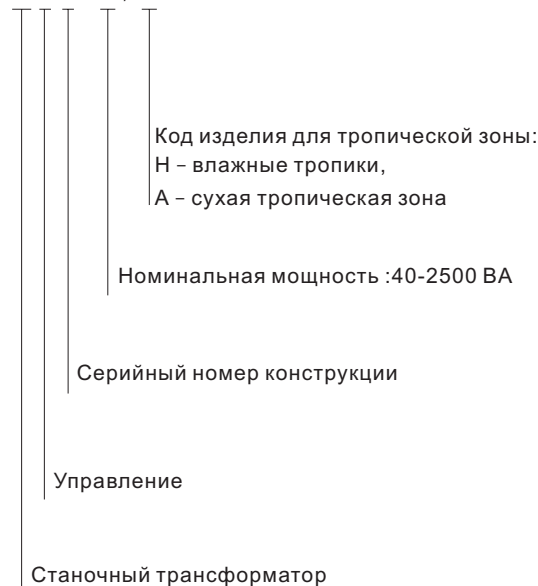 Код изделия для тропической зоны:
Н – влажные тропики,
А – сухая тропическая зона
Номинальная мощность :40-2500 ВА
Серийный номер конструкции
Управление
Станочный трансформатор